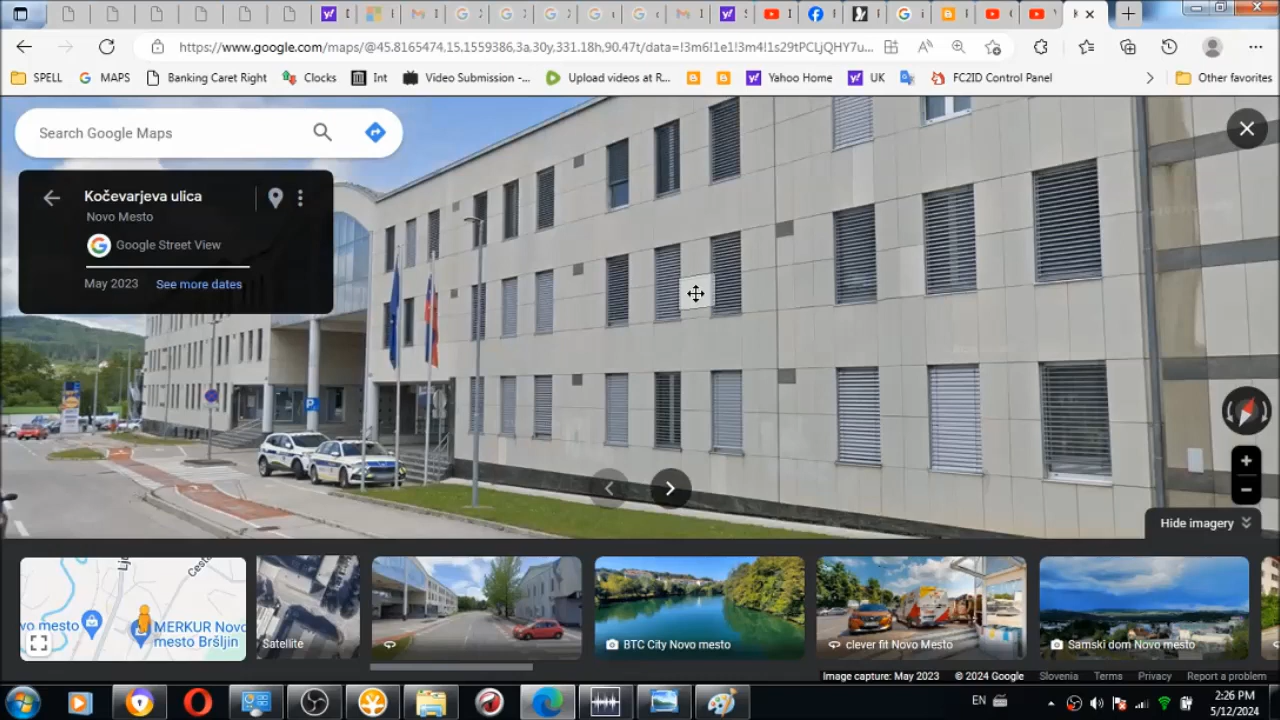 https://www.google.com/maps/@45.8165474,15.1559386,3a,30y,331.18h,90.47t/data=!3m6!1e1!3m4!1s29tPCLjQHY7u...
SPELL
MAPS
Banking Caret Right
Clocks
Int
Video Submission -...
Upload videos at R...
Yahoo Home
UK
FC2ID Control Panel
Other favorites
Search Google Maps
Kočevarjeva ulica
Novo Mesto
Google Street View
May 2023
See more dates
P
Hide imagery
Satellite
BTC City Novo mesto
clever fit Novo Mesto
Samski dom Novo mesto
vo mesto
MERKUR Novo
mesto Bršljin
Cesta
Image capture: May 2023
© 2024 Google
Slovenia
Terms
Privacy
Report a problem
EN
2:26 PM
5/12/2024